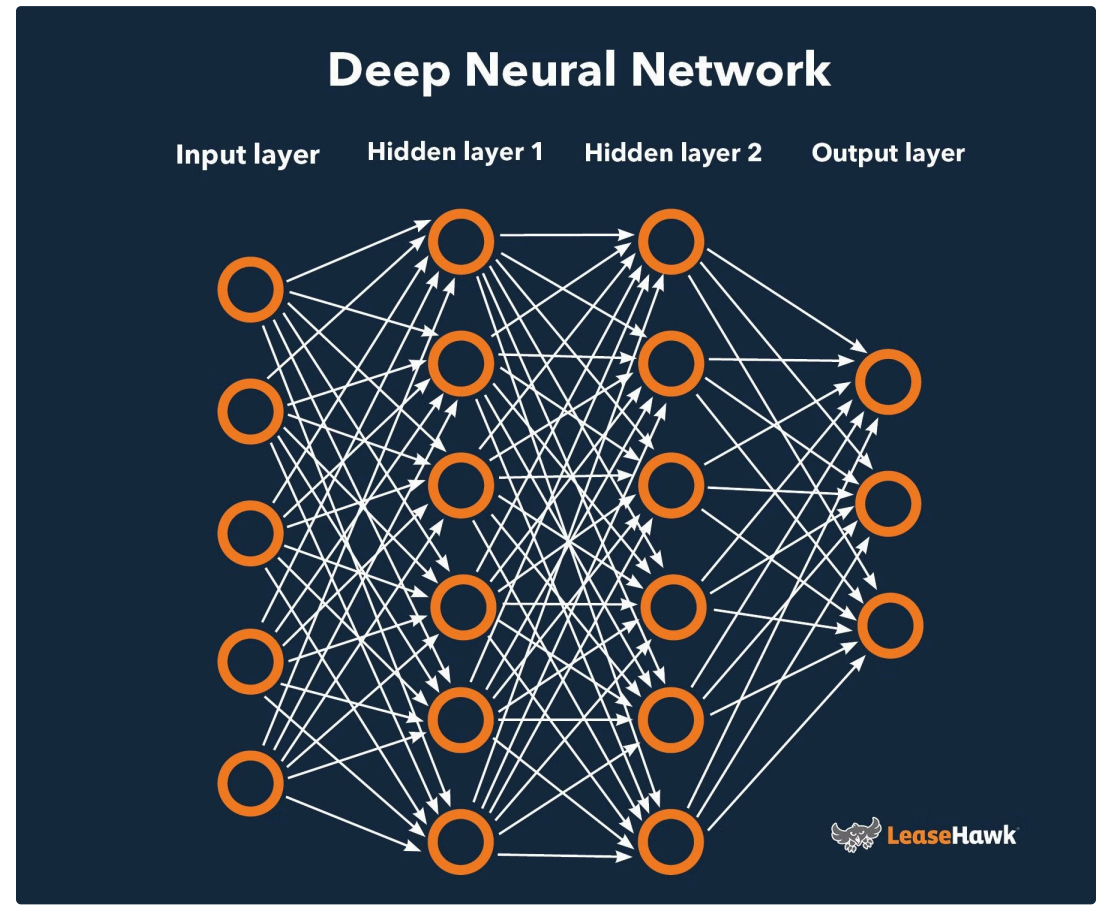 Deep Neural Network
Input layer
Hidden layer 1
Hidden layer 2
Output layer
LeaseHawk